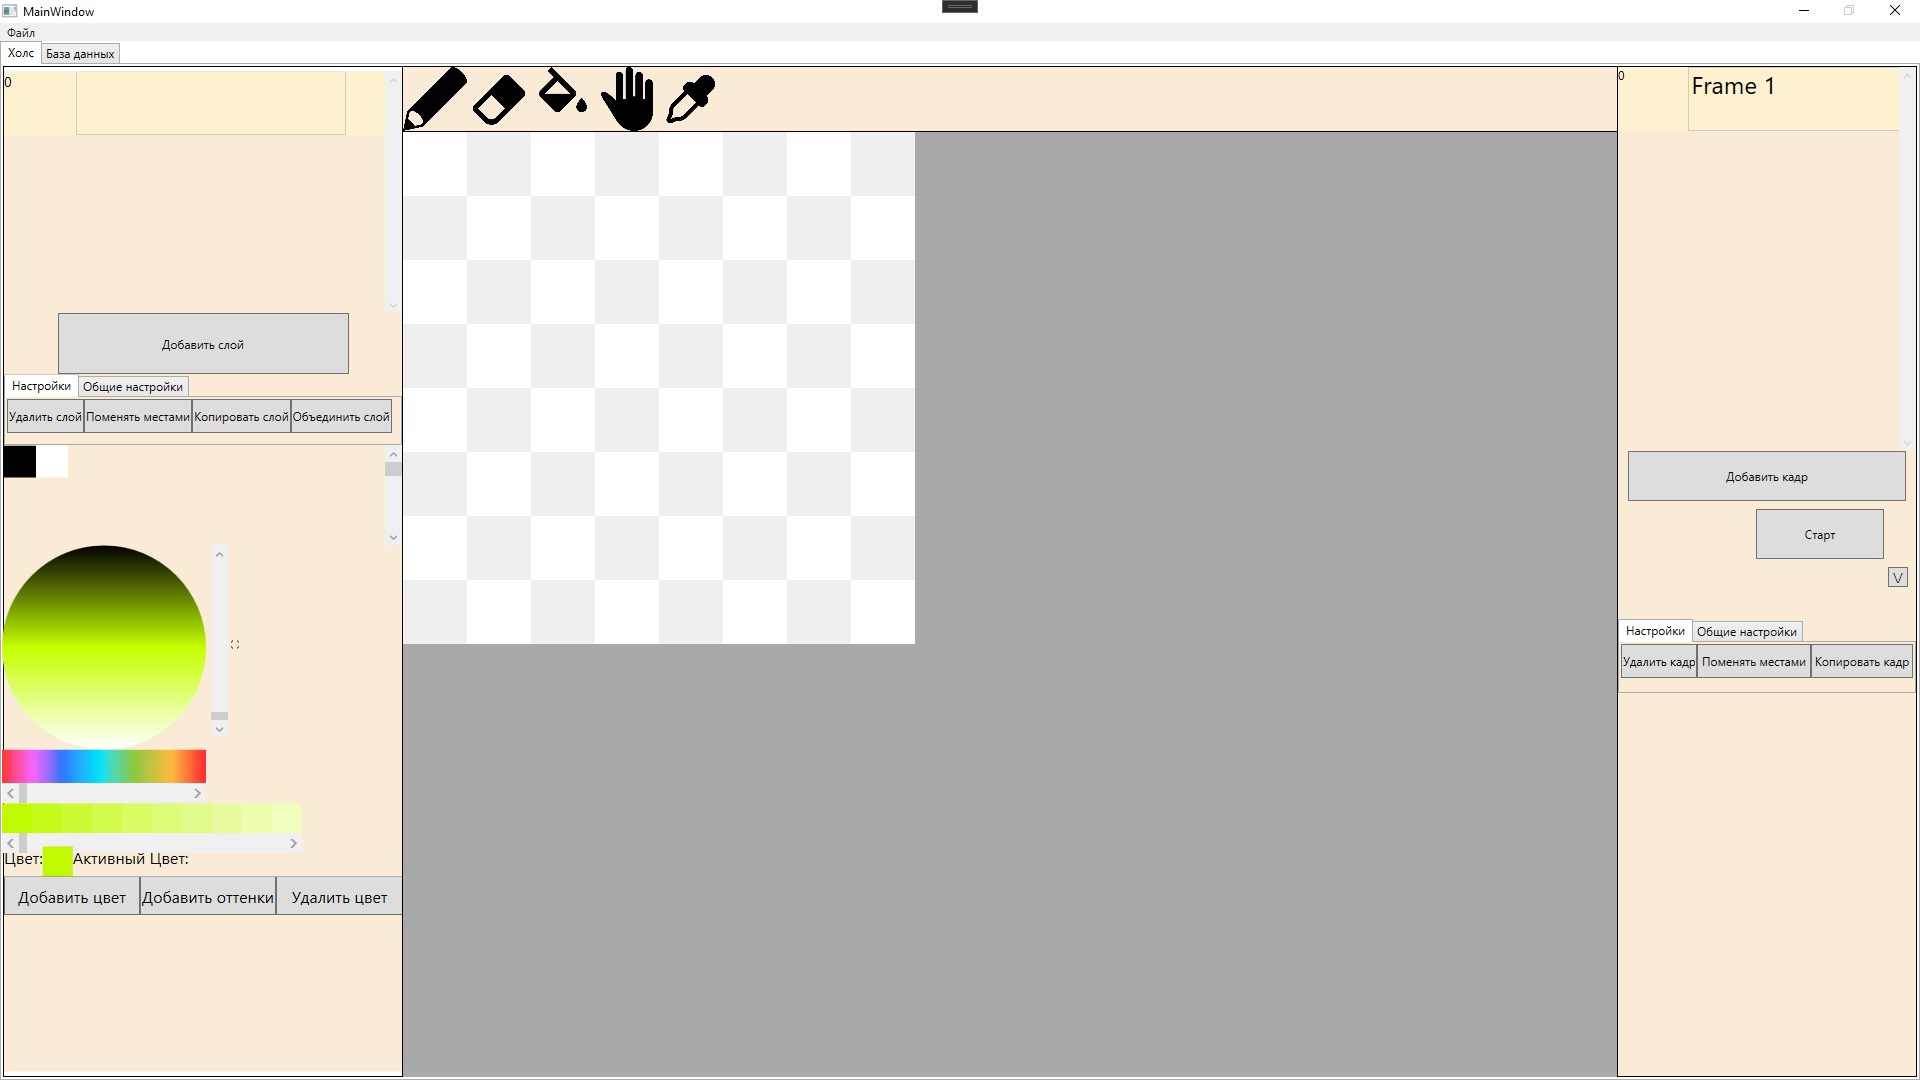 MainWindow
Файл
Холс База данных
0
Добавить слой
Настройки Общие настройки
Удалить слой Поменять местами Копировать слой Объединить слой
Цвет: Активный Цвет:
Добавить цвет Добавить оттенки Удалить цвет
0 Frame 1
Добавить кадр
Старт
V
Настройки Общие настройки
Удалить кадр Поменять местами Копировать кадр